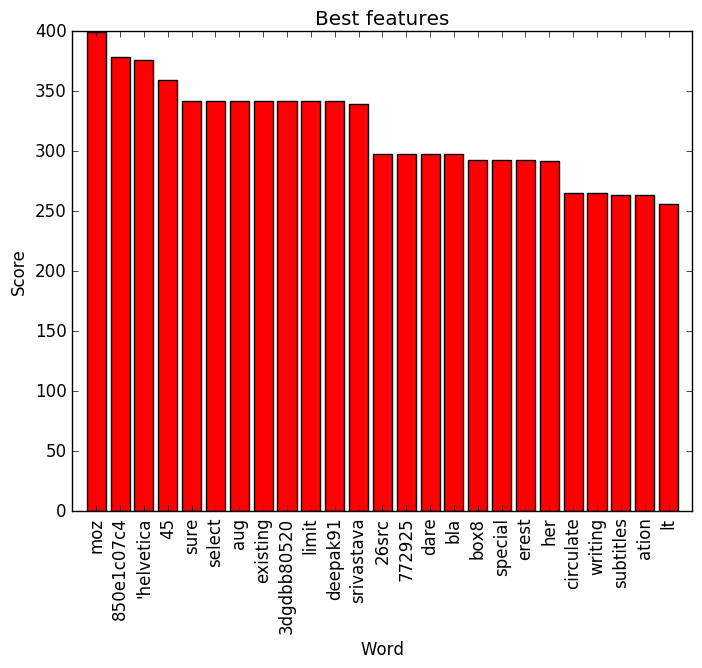 Best features
400
350
300
250
200
150
100
50
0
Score
moz
850e1c07c4
'helvetica
45
sure
select
aug
existing
3dgdbb80520
limit
deepak91
srivastava
26src
772925
dare
bla
box8
special
erest
her
circulate
writing
subtitles
ation
lt
Word